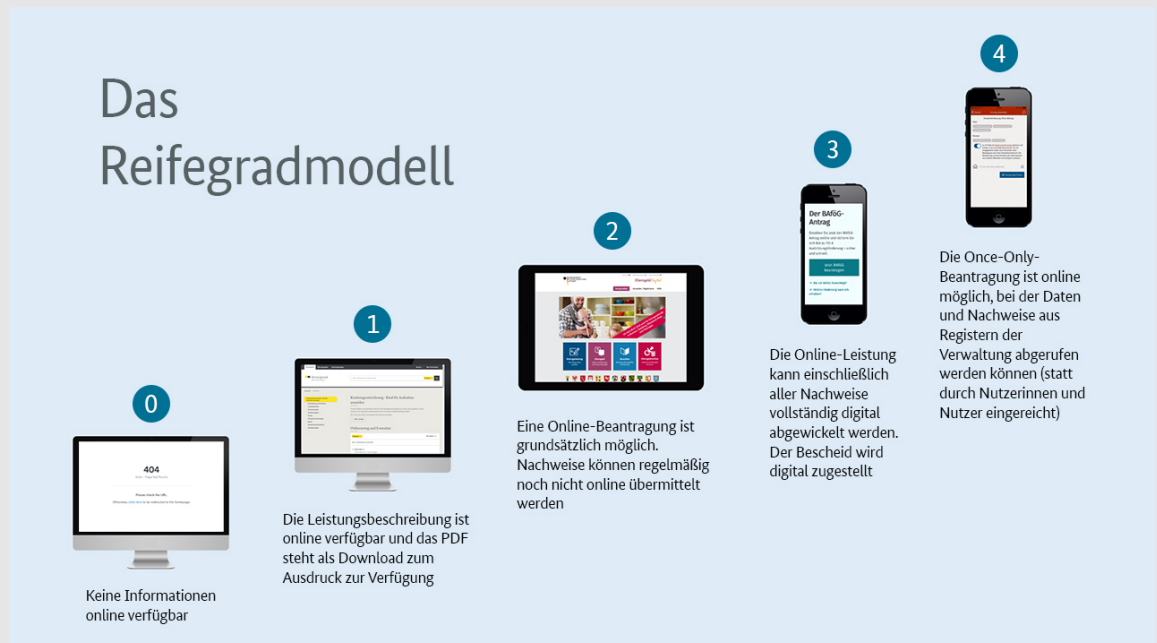 Das
Reifegradmodell
0
404
Keine Informationen
online verfügbar
1
Die Leistungsbeschreibung ist
online verfügbar und das PDF
steht als Download zum
Ausdruck zur Verfügung
2
Eine Online-Beantragung ist
grundsätzlich möglich.
Nachweise können regelmäßig
noch nicht online übermittelt
werden
3
Der BAföG-
Antrag
Die Online-Leistung
kann einschließlich
aller Nachweise
vollständig digital
abgewickelt werden.
Der Bescheid wird
digital zugestellt
4
Die Once-Only-
Beantragung ist online
möglich, bei der Daten
und Nachweise aus
Registern der
Verwaltung abgerufen
werden können (statt
durch Nutzerinnen und
Nutzer eingereicht)